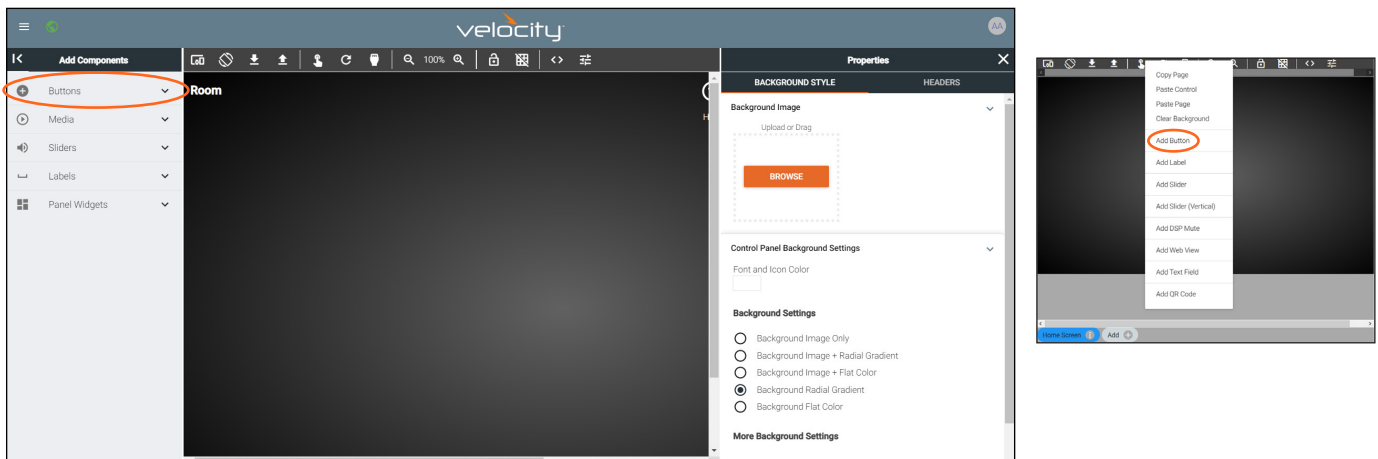 velocity
AA
Add Components
100%
Properties
Buttons
Media
Sliders
Labels
Panel Widgets
Room
H
BACKGROUND STYLE
HEADERS
Background Image
Upload or Drag
BROWSE
Control Panel Background Settings
Font and Icon Color
Background Settings
Background Image Only
Background Image + Radial Gradient
Background Image + Flat Color
Background Radial Gradient
Background Flat Color
More Background Settings
Copy Page
Paste Control
Paste Page
Clear Background
Add Button
Add Label
Add Slider
Add Slider (Vertical)
Add DSP Mute
Add Web View
Add Text Field
Add QR Code
Home Screen
Add